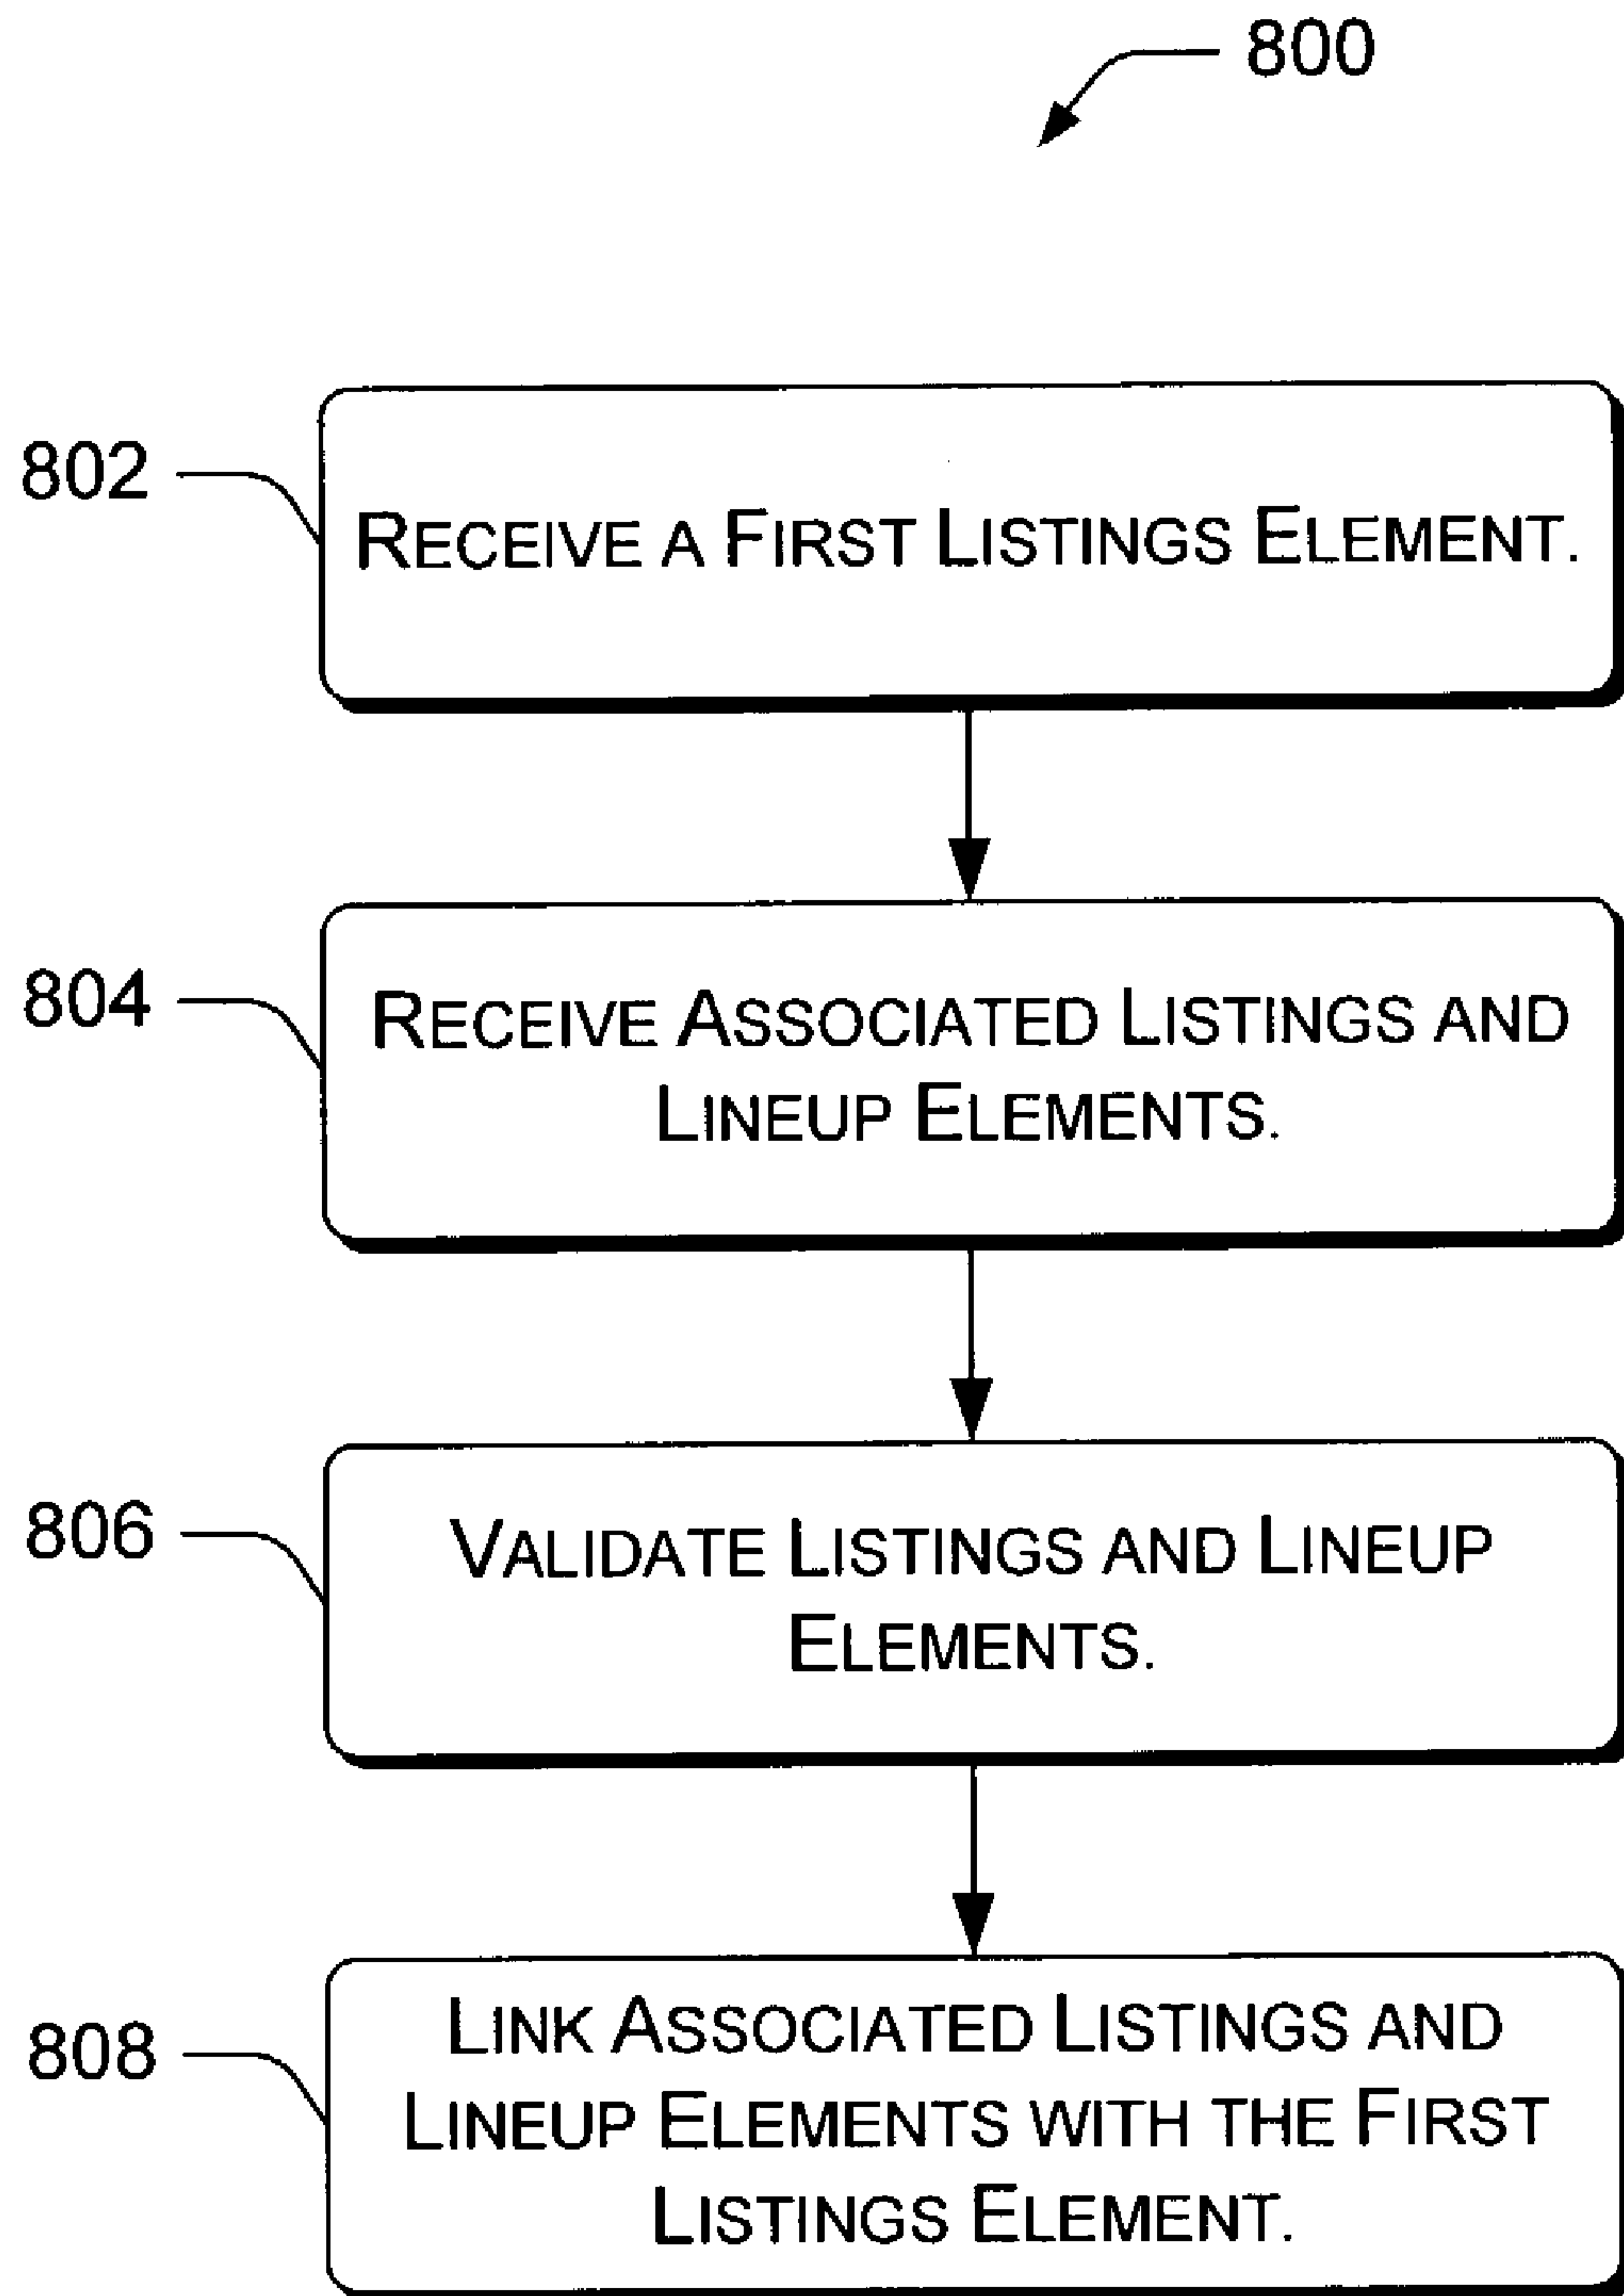 800
802
RECEIVE A FIRST LISTINGS ELEMENT.
804
RECEIVE ASSOCIATED LISTINGS AND
LINEUP ELEMENTS.
806
VALIDATE LISTINGS AND LINEUP
ELEMENTS.
808
LINK ASSOCIATED LISTINGS AND
LINEUP ELEMENTS WITH THE FIRST
LISTINGS ELEMENT.